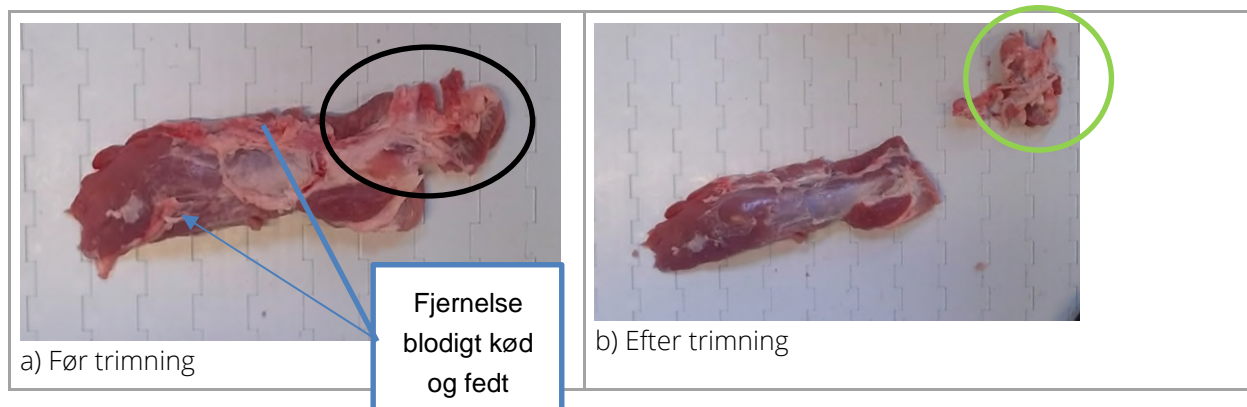 a) Før trimning
Fjernelse
blodigt kød
og fedt
b) Efter trimning